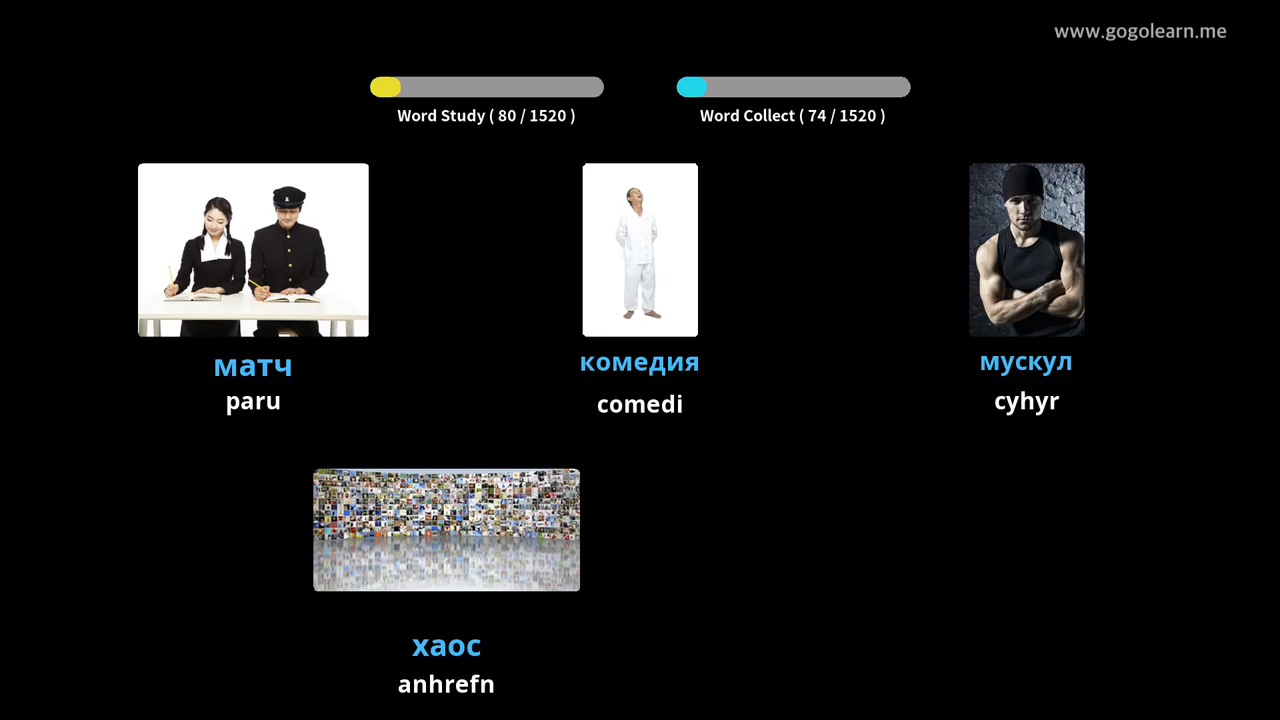 www.gogolearn.me
Word Study ( 80 / 1520 )
Word Collect ( 74 / 1520 )
матч
paru
комедия
comedi
мускул
cyhyr
хаос
anhrefn